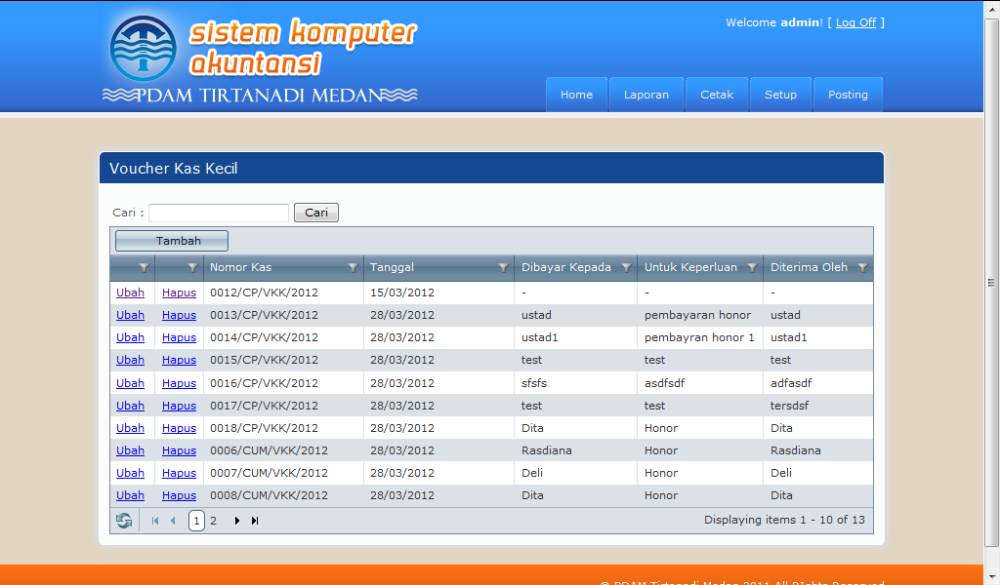 Welcome admin! [ Log Off ]
sistem komputer
akuntansi
PDAM TIRTANADI MEDAN
Home Laporan Cetak Setup Posting
Voucher Kas Kecil
Cari : Cari
Tambah
Nomor Kas Tanggal Dibayar Kepada Untuk Keperluan Diterima Oleh
Ubah Hapus 0012/CP/VKK/2012 15/03/2012 - - -
Ubah Hapus 0013/CP/VKK/2012 28/03/2012 ustad pembayaran honor ustad
Ubah Hapus 0014/CP/VKK/2012 28/03/2012 ustad1 pembayran honor 1 ustad1
Ubah Hapus 0015/CP/VKK/2012 28/03/2012 test test test
Ubah Hapus 0016/CP/VKK/2012 28/03/2012 sfsfs asdfsdf adfasdf
Ubah Hapus 0017/CP/VKK/2012 28/03/2012 test test tersdsf
Ubah Hapus 0018/CP/VKK/2012 28/03/2012 Dita Honor Dita
Ubah Hapus 0006/CUM/VKK/2012 28/03/2012 Rasdiana Honor Rasdiana
Ubah Hapus 0007/CUM/VKK/2012 28/03/2012 Deli Honor Deli
Ubah Hapus 0008/CUM/VKK/2012 28/03/2012 Dita Honor Dita
1 2 Displaying items 1 - 10 of 13
© PDAM Tirtanadi Medan 2011 All RIghts Reserved